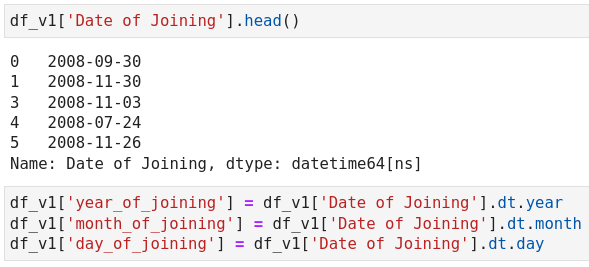 df_v1['Date of Joining'].head()
0   2008-09-30
1   2008-11-30
3   2008-11-03
4   2008-07-24
5   2008-11-26
Name: Date of Joining, dtype: datetime64[ns]
df_v1['year_of_joining'] = df_v1['Date of Joining'].dt.year
df_v1['month_of_joining'] = df_v1['Date of Joining'].dt.month
df_v1['day_of_joining'] = df_v1['Date of Joining'].dt.day